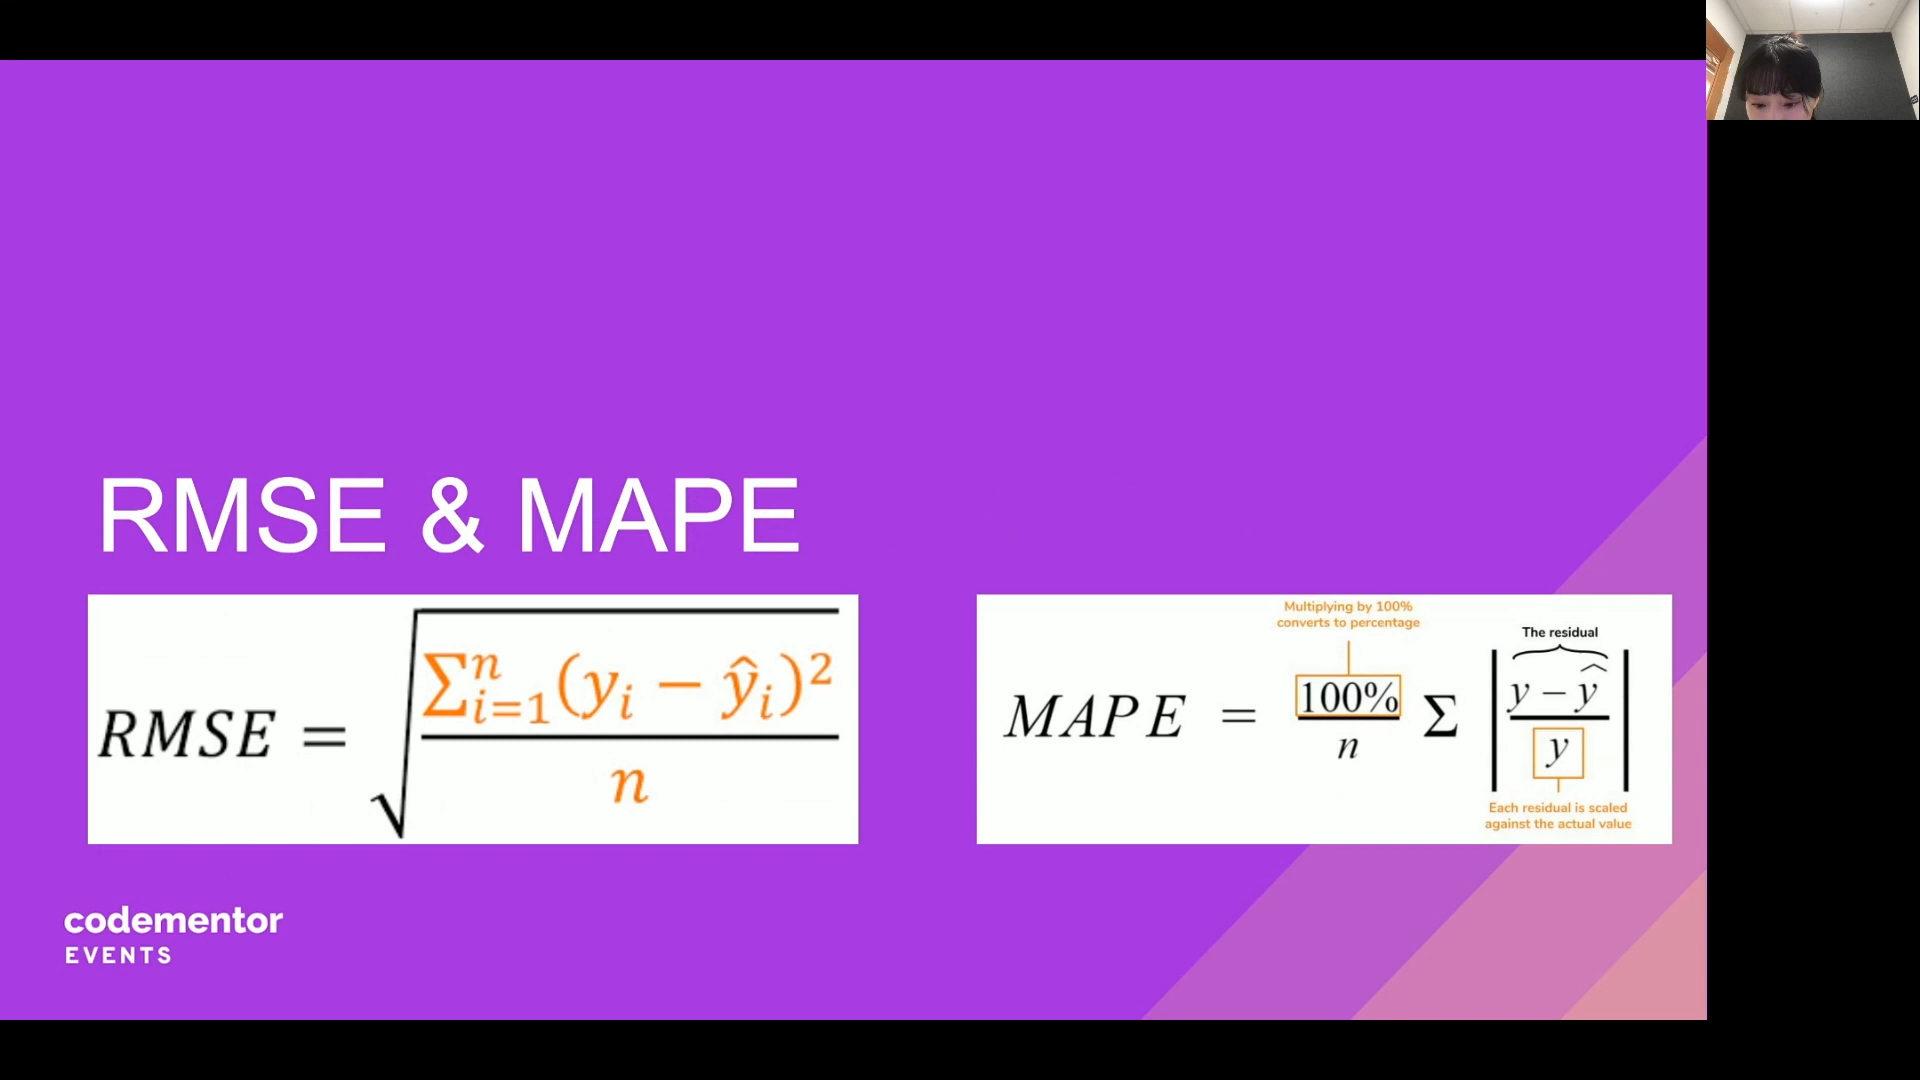 RMSE & MAPE
RMSE = √ ∑ⁿᵢ₌₁(yᵢ − ŷᵢ)² / n
Multiplying by 100%
converts to percentage
The residual
MAPE = 100% / n Σ | y − ŷ / y |
Each residual is scaled
against the actual value
codementor
EVENTS